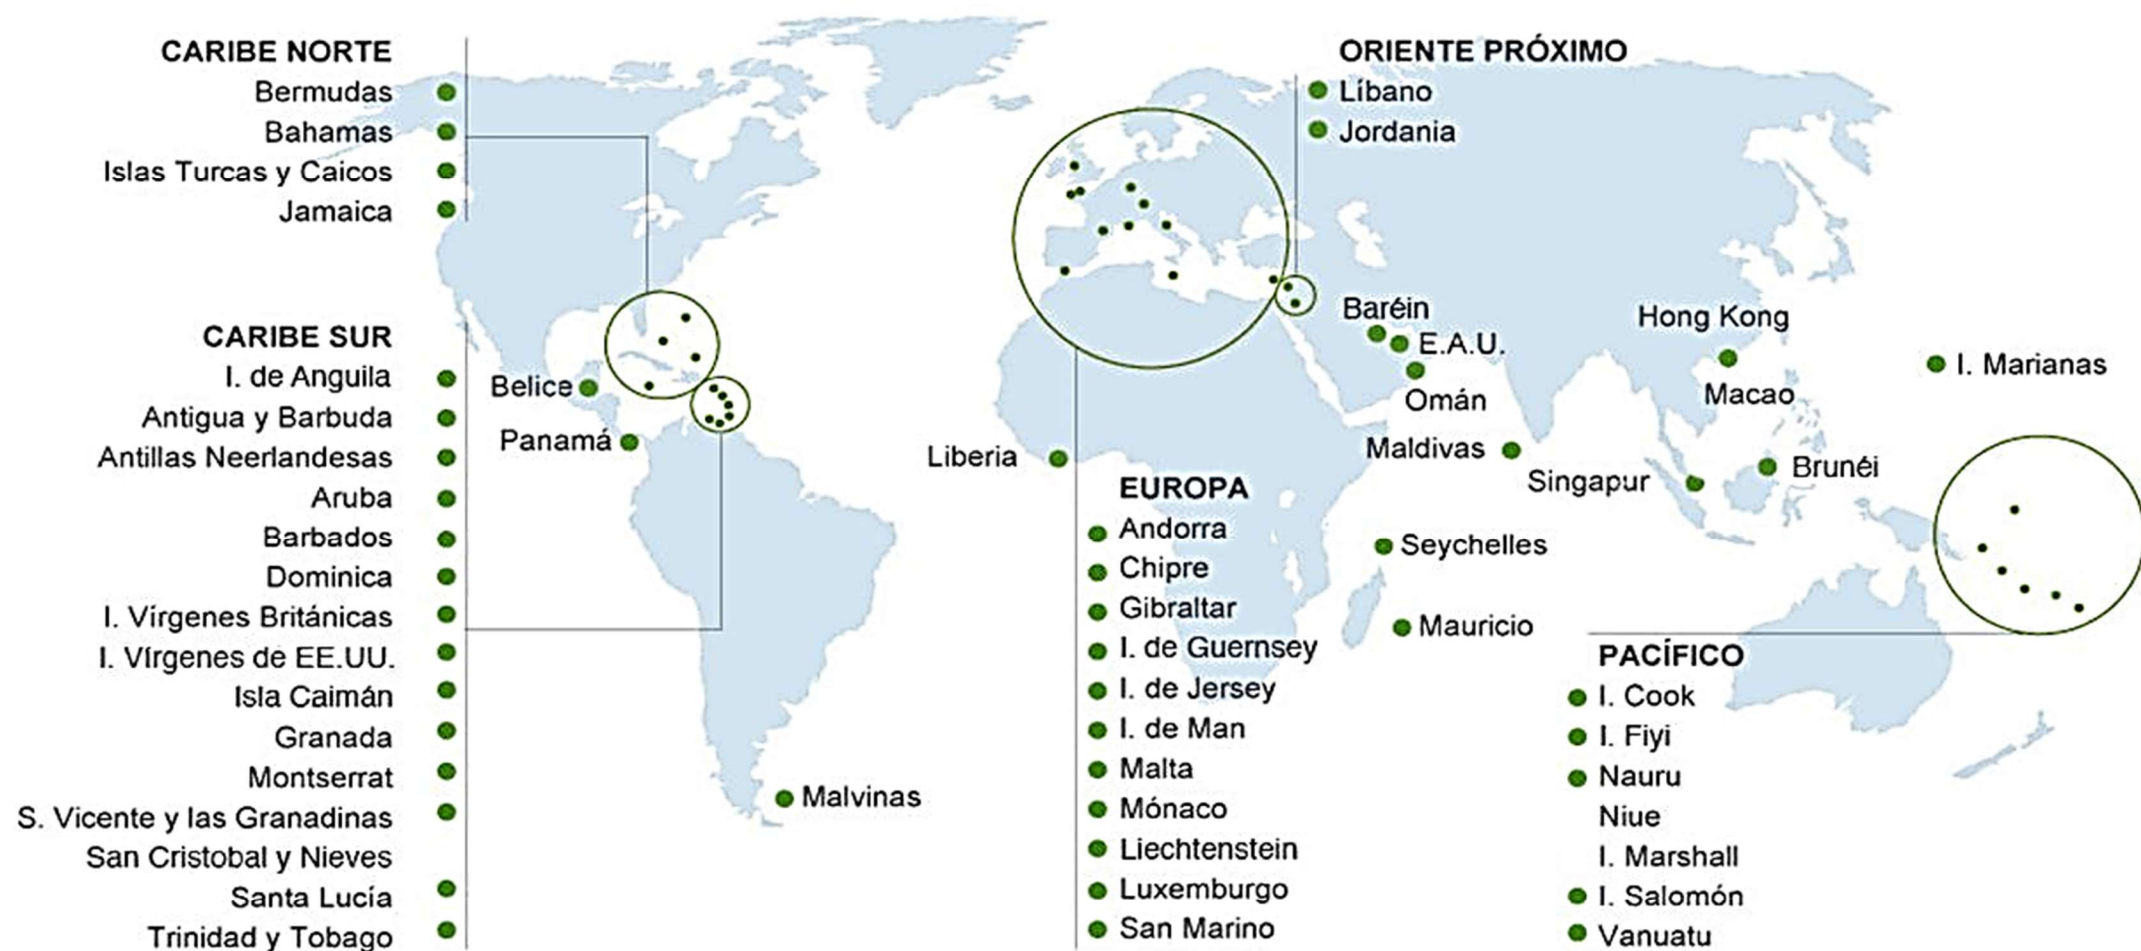 CARIBE NORTE
Bermudas
Bahamas
Islas Turcas y Caicos
Jamaica
CARIBE SUR
I. de Anguila
Antigua y Barbuda
Antillas Neerlandesas
Aruba
Barbados
Dominica
I. Vírgenes Británicas
I. Vírgenes de EE.UU.
Isla Caimán
Granada
Montserrat
S. Vicente y las Granadinas
San Cristobal y Nieves
Santa Lucía
Trinidad y Tobago
Belice
Panamá
Malvinas
Liberia
EUROPA
Andorra
Chipre
Gibraltar
I. de Guernsey
I. de Jersey
I. de Man
Malta
Mónaco
Liechtenstein
Luxemburgo
San Marino
ORIENTE PRÓXIMO
Líbano
Jordania
Baréin
E.A.U.
Omán
Maldivas
Seychelles
Mauricio
Hong Kong
Macao
Singapur
Brunéi
I. Marianas
PACÍFICO
I. Cook
I. Fiyi
Nauru
Niue
I. Marshall
I. Salomón
Vanuatu